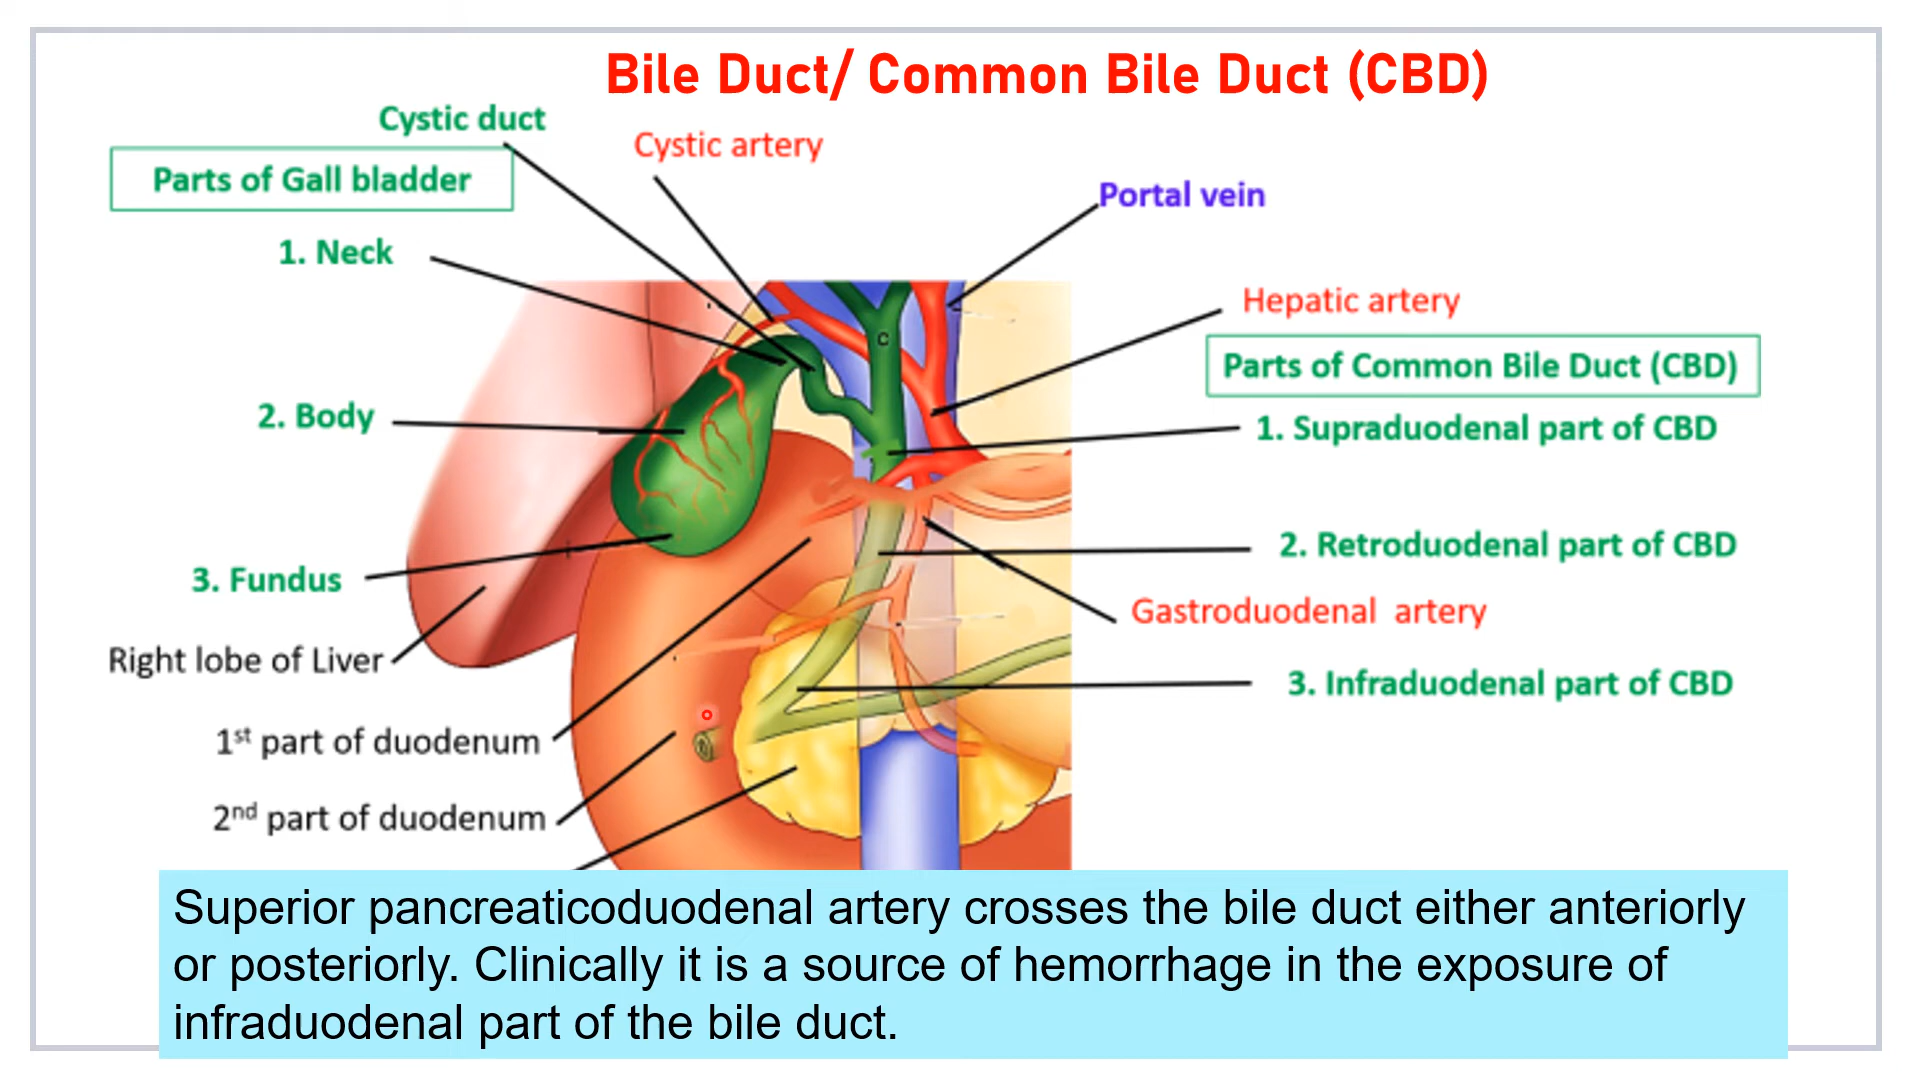 Bile Duct/ Common Bile Duct (CBD)
Cystic duct
Cystic artery
Parts of Gall bladder
Portal vein
1. Neck
Hepatic artery
Parts of Common Bile Duct (CBD)
2. Body
1. Supraduodenal part of CBD
2. Retroduodenal part of CBD
3. Fundus
Gastroduodenal artery
Right lobe of Liver
3. Infraduodenal part of CBD
1st part of duodenum
2nd part of duodenum
C
Superior pancreaticoduodenal artery crosses the bile duct either anteriorly
or posteriorly. Clinically it is a source of hemorrhage in the exposure of
infraduodenal part of the bile duct.